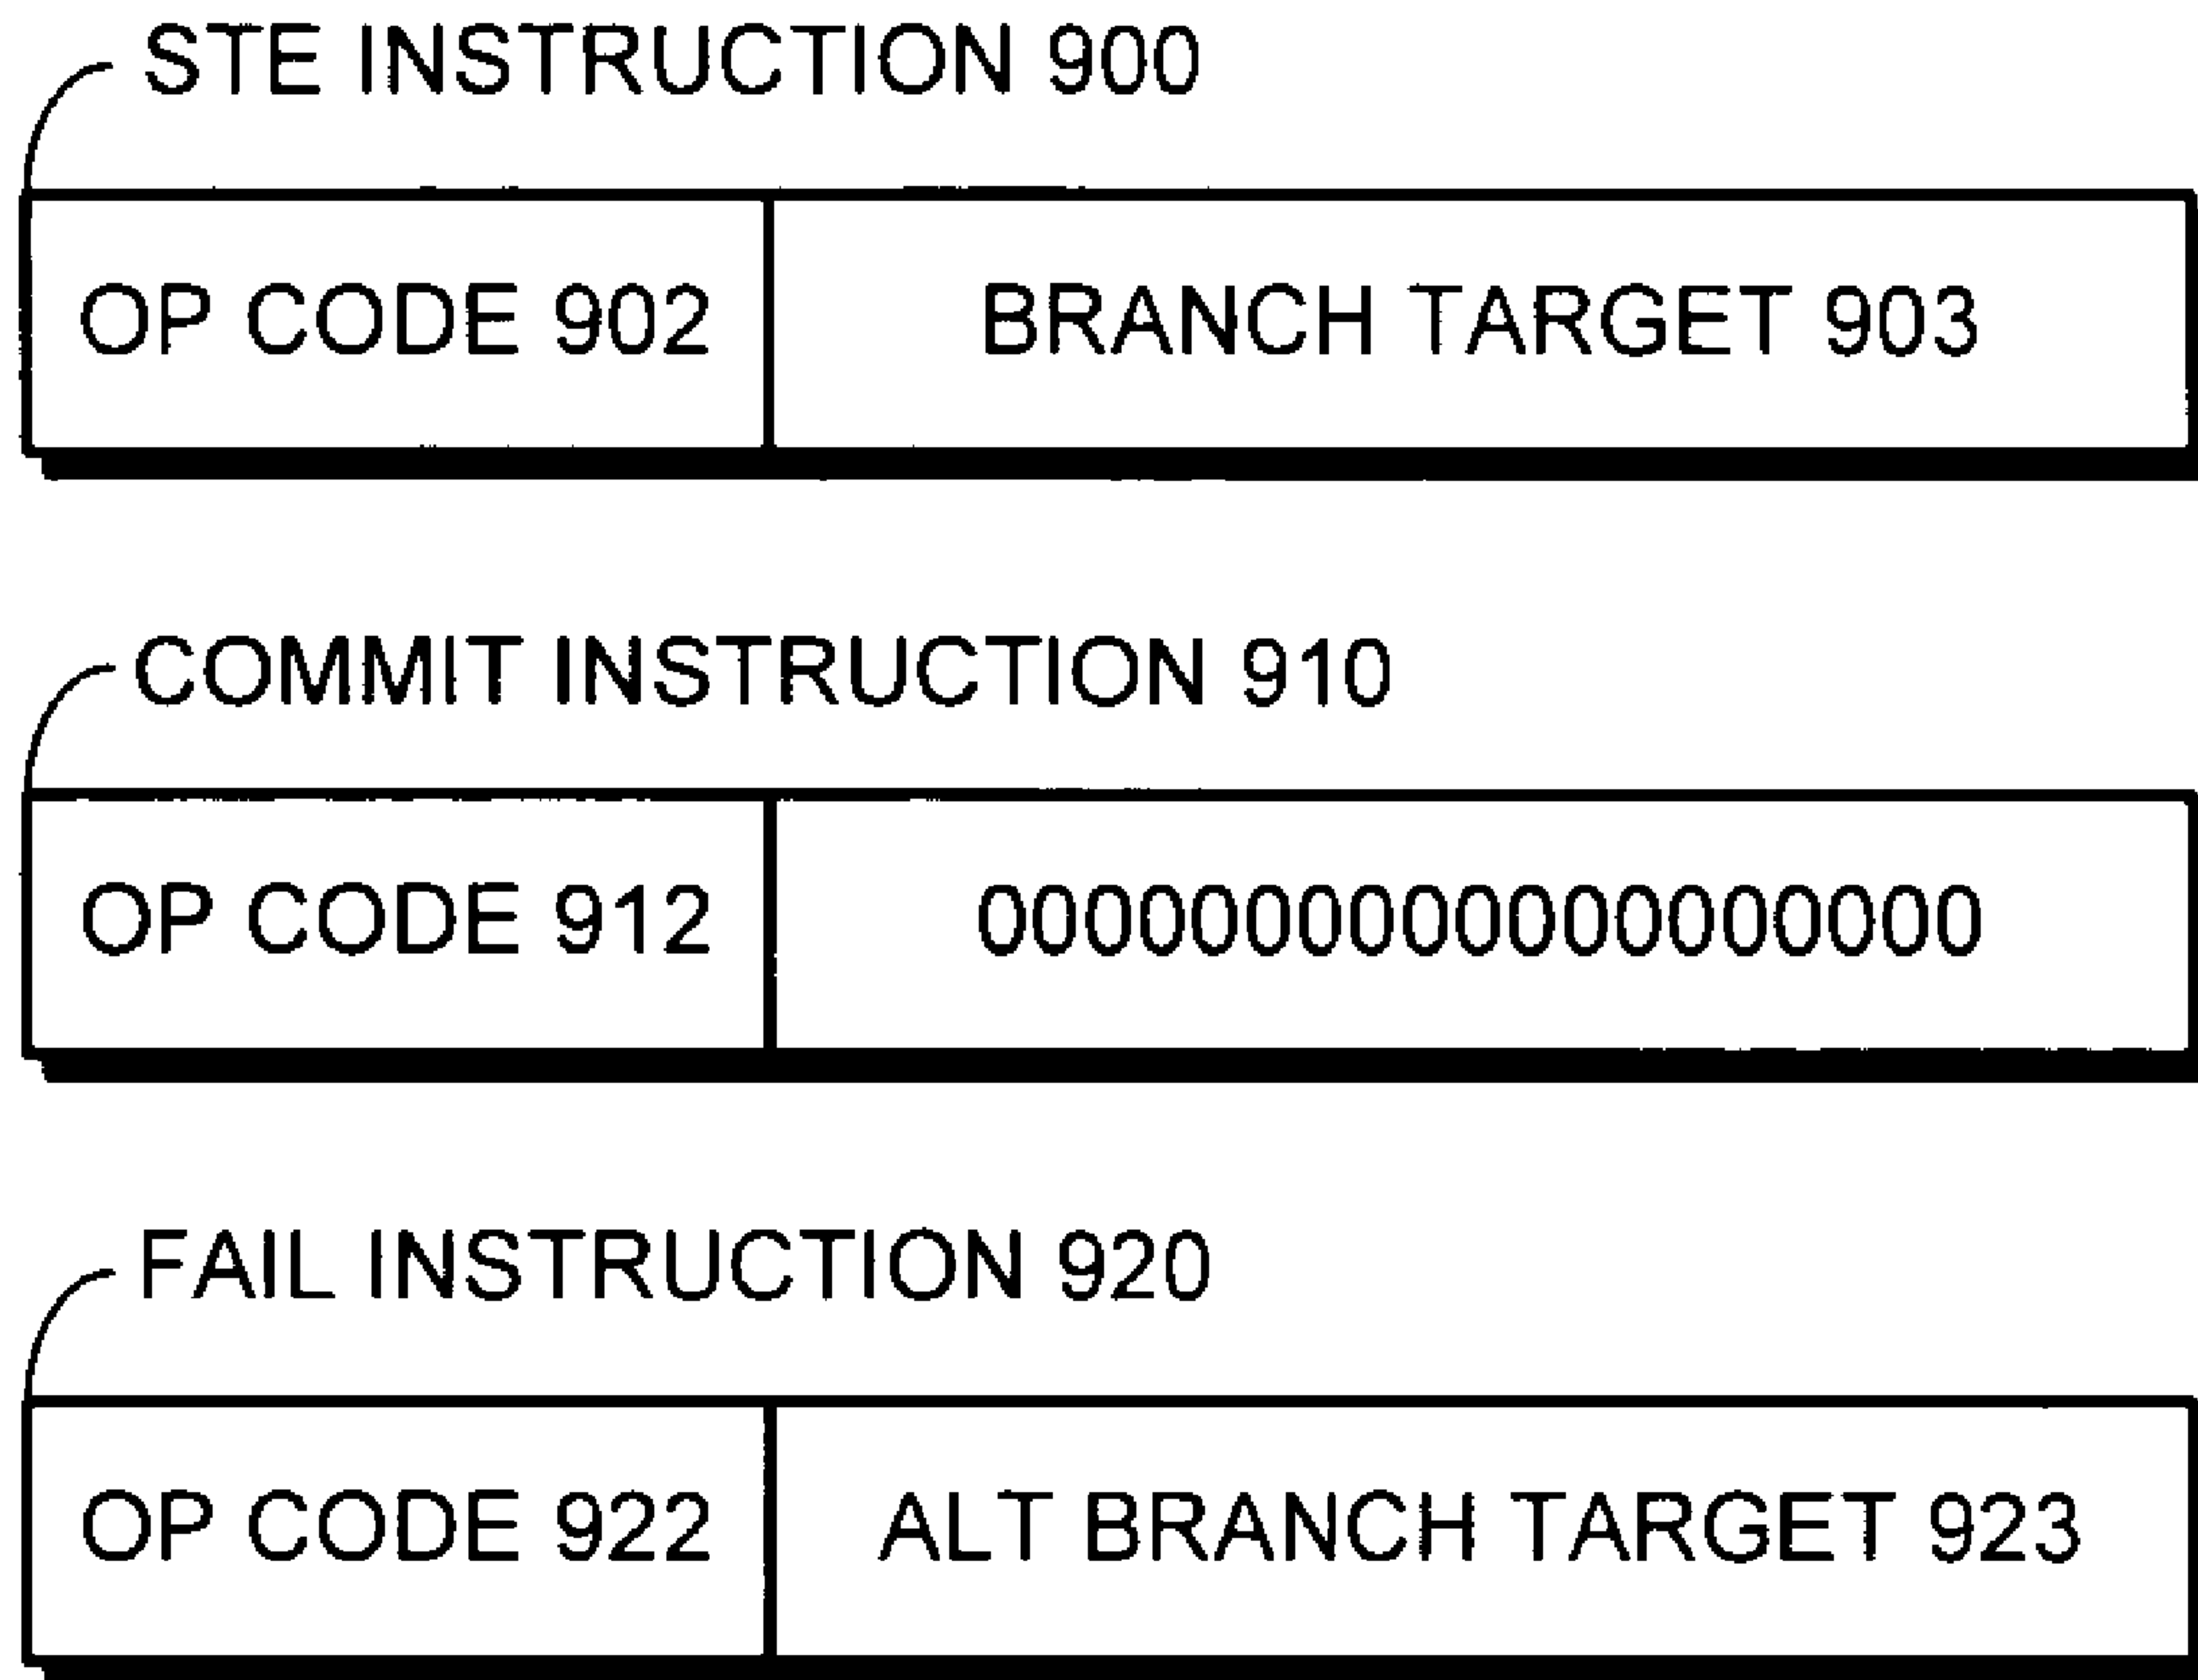 STE INSTRUCTION 900
OP CODE 902 BRANCH TARGET 903
COMMIT INSTRUCTION 910
OP CODE 912 0000000000000000000
FAIL INSTRUCTION 920
OP CODE 922 ALT BRANCH TARGET 923